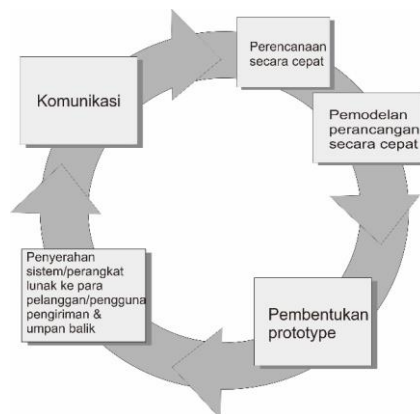 Komunikasi
Perencanaan
secara cepat
Pemodelan
perancangan
secara cepat
Pembentukan
prototype
Penyerahan
sistem/perangkat
lunak ke para
pelanggan/pengguna
pengiriman &
umpan balik